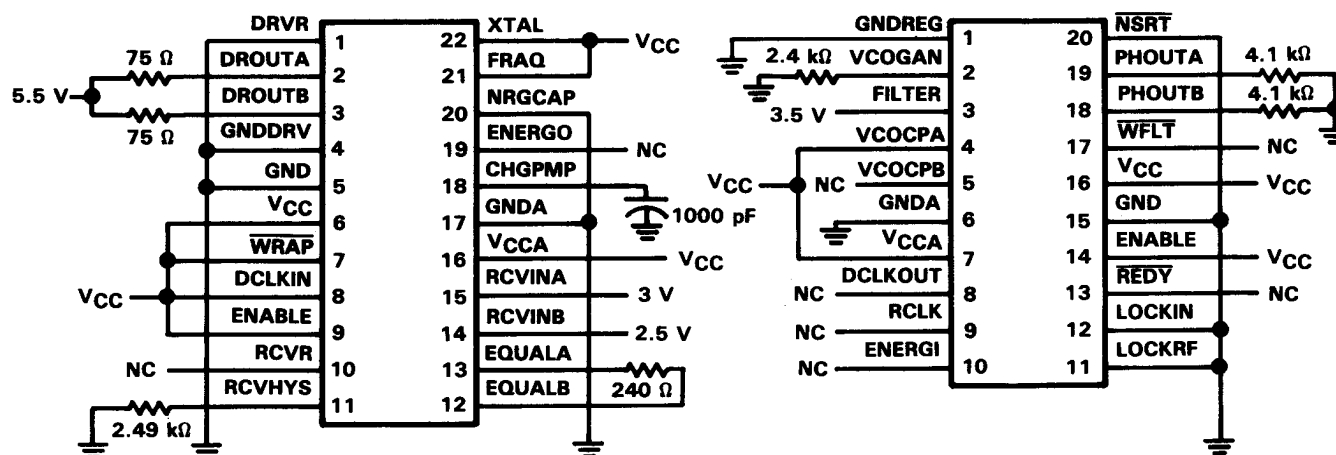 DRVR
1
75 Ω
DROUTA
2
5.5 V
DROUTB
3
75 Ω
GNDDRV
4
GND
5
VCC
6
WRAP
7
VCC
DCLKIN
8
ENABLE
9
RCVR
NC
10
RCVHYS
11
2.49 kΩ
XTAL
22
VCC
FRAQ
21
NRGCAP
20
ENERGO
19
NC
CHGPMP
18
1000 pF
GNDA
17
VCCA
16
VCC
RCVINA
15
3 V
RCVINB
14
2.5 V
EQUALA
13
240 Ω
EQUALB
12
GNDREG
1
2.4 kΩ
VCOGAN
2
FILTER
3
3.5 V
VCOCPA
4
VCC
VCOCPB
NC
5
GNDA
6
VCCA
7
DCLKOUT
NC
8
RCLK
NC
9
ENERGI
NC
10
NSRT
20
PHOUTA
19
4.1 kΩ
PHOUTB
18
4.1 kΩ
WFLT
17
NC
VCC
16
VCC
GND
15
ENABLE
14
VCC
REDY
13
NC
LOCKIN
12
LOCKRF
11